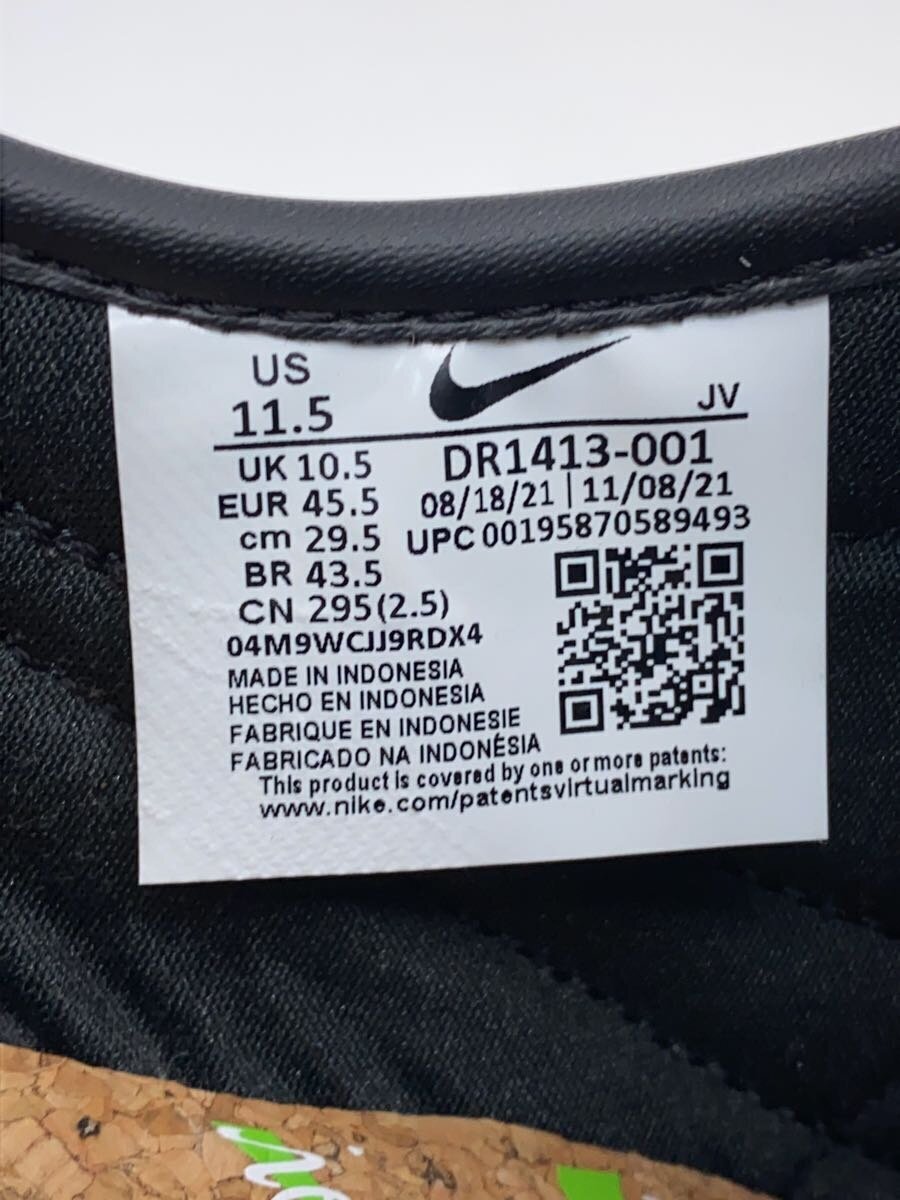 US
11.5
JV
UK 10.5
DR1413-001
EUR 45.5
08/18/21 | 11/08/21
cm 29.5
UPC 00195870589493
BR 43.5
CN 295(2.5)
04M9WCJJ9RDX4
MADE IN INDONESIA
HECHO EN INDONESIA
FABRIQUE EN INDONESIE
FABRICADO NA INDONÉSIA
This product is covered by one or more patents:
www.nike.com/patentsvirtualmarking